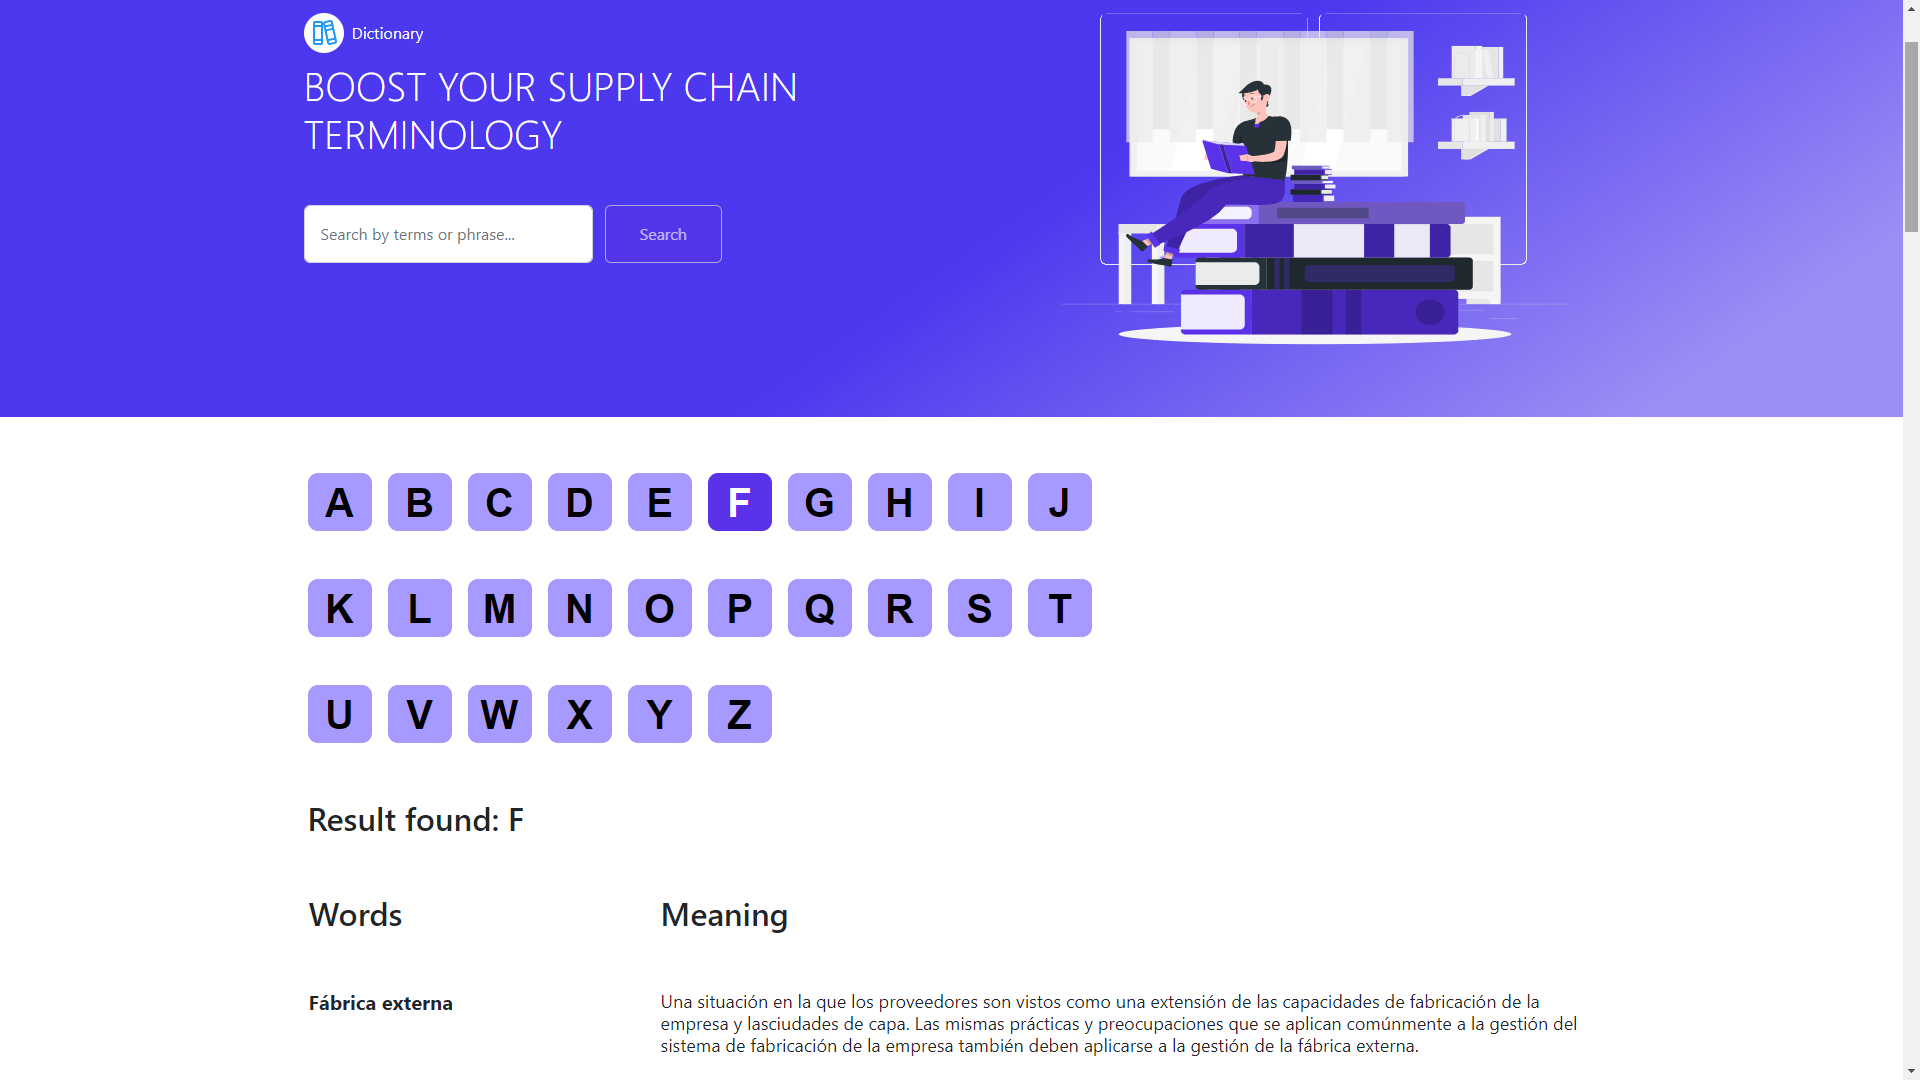 Dictionary
BOOST YOUR SUPPLY CHAIN
TERMINOLOGY
Search by terms or phrase...
Search
A B C D E F G H I J
K L M N O P Q R S T
U V W X Y Z
Result found: F
Words Meaning
Fábrica externa
Una situación en la que los proveedores son vistos como una extensión de las capacidades de fabricación de la
empresa y lasciudades de capa. Las mismas prácticas y preocupaciones que se aplican comúnmente a la gestión del
sistema de fabricación de la empresa también deben aplicarse a la gestión de la fábrica externa.